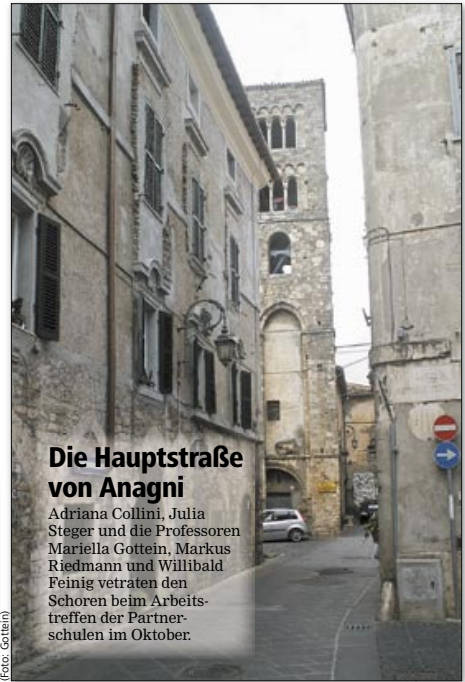 Die Hauptstraße
von Anagni
Adriana Collini, Julia
Steger und die Professoren
Mariella Gottein, Markus
Riedmann und Willibald
Feinig vetraten den
Schoren beim Arbeits-
treffen der Partner-
schulen im Oktober.
(Foto: Gottein)